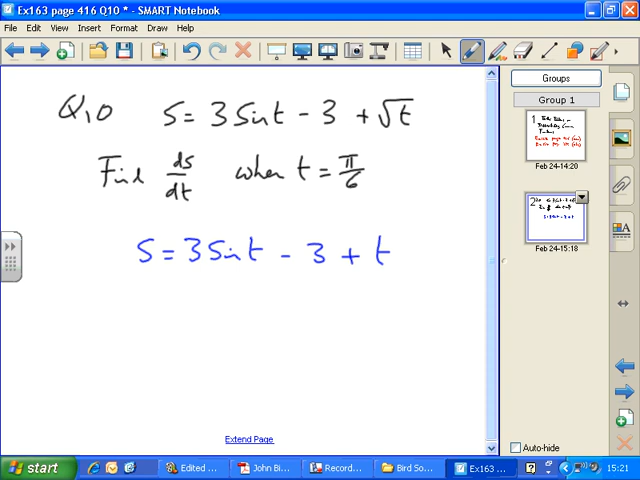 Ex163 page 416 Q10 * - SMART Notebook
File Edit View Insert Format Draw Help
Q10 S = 3 Sin t - 3 + √t
Find ds/dt when t = π/6
S = 3 Sin t - 3 + t
Extend Page
Groups
Group 1
1
Feb 24-14:20
2
Feb 24-15:18
Auto-hide
start
Edited ...
John Bi...
Record...
Bird So...
Ex163 ...
15:21